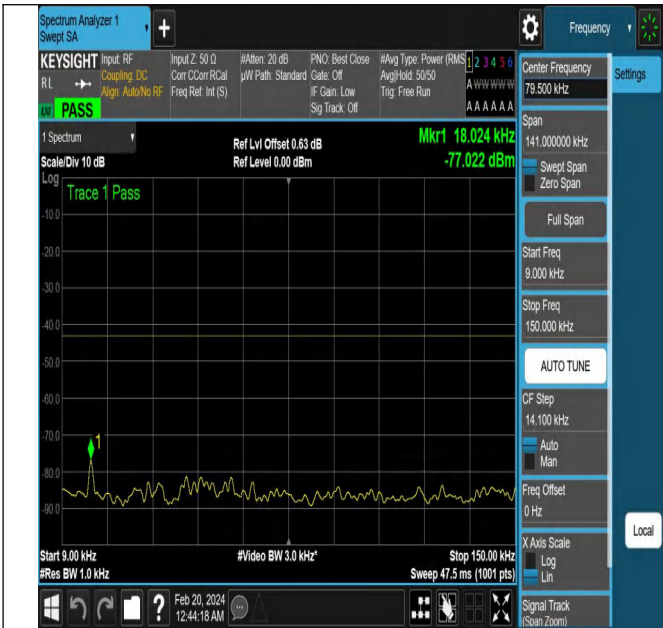 Spectrum Analyzer 1
Swept SA
Frequency
KEYSIGHT
RL
PASS
Input: RF
Coupling: DC
Align: Auto/No RF
Input Z: 50 Ω
Corr CCorr RCal
Freq Ref: Int (S)
#Atten: 20 dB
µW Path: Standard
PNO: Best Close
Gate: Off
IF Gain: Low
Sig Track: Off
#Avg Type: Power (RMS
Avg|Hold: 50/50
Trig: Free Run
1 2 3 4 5 6
A W W W W W
A A A A A A
1 Spectrum
Scale/Div 10 dB
Log
Ref Lvl Offset 0.63 dB
Ref Level 0.00 dBm
Mkr1 18.024 kHz
-77.022 dBm
Trace 1 Pass
-10.0
-20.0
-30.0
-40.0
-50.0
-60.0
-70.0
-80.0
-90.0
1
Start 9.00 kHz
#Res BW 1.0 kHz
#Video BW 3.0 kHz*
Stop 150.00 kHz
Sweep 47.5 ms (1001 pts)
?
Feb 20, 2024
12:44:18 AM
Center Frequency
79.500 kHz
Settings
Span
141.000000 kHz
Swept Span
Zero Span
Full Span
Start Freq
9.000 kHz
Stop Freq
150.000 kHz
AUTO TUNE
CF Step
14.100 kHz
Auto
Man
Freq Offset
0 Hz
X Axis Scale
Log
Lin
Local
Signal Track
(Span Zoom)